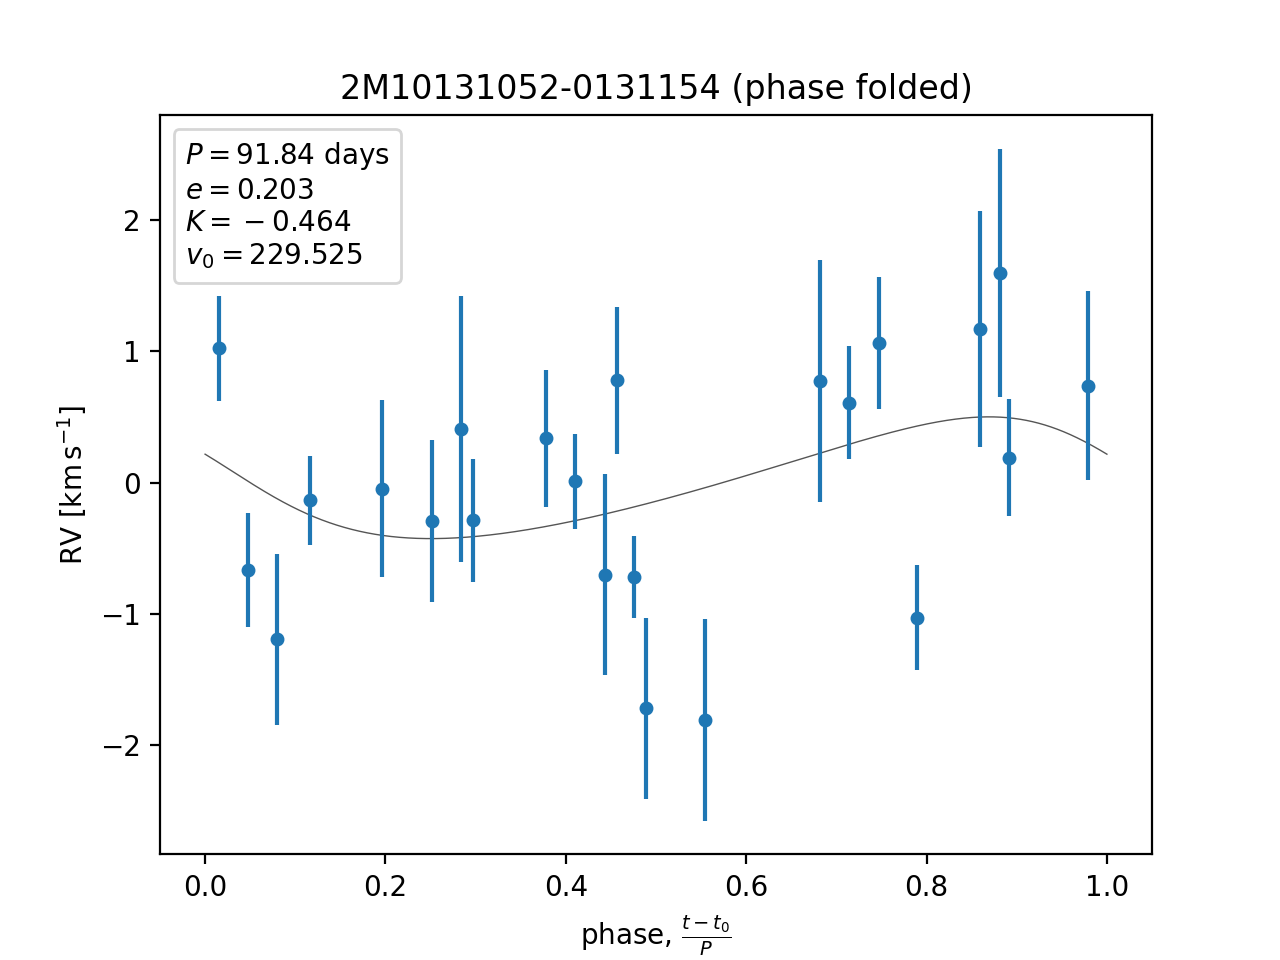 2M10131052-0131154 (phase folded)
P = 91.84 days
e = 0.203
K = −0.464
v₀ = 229.525
2
1
0
−1
−2
RV [km s⁻¹]
0.0 0.2 0.4 0.6 0.8 1.0
phase, (t − t₀)/P